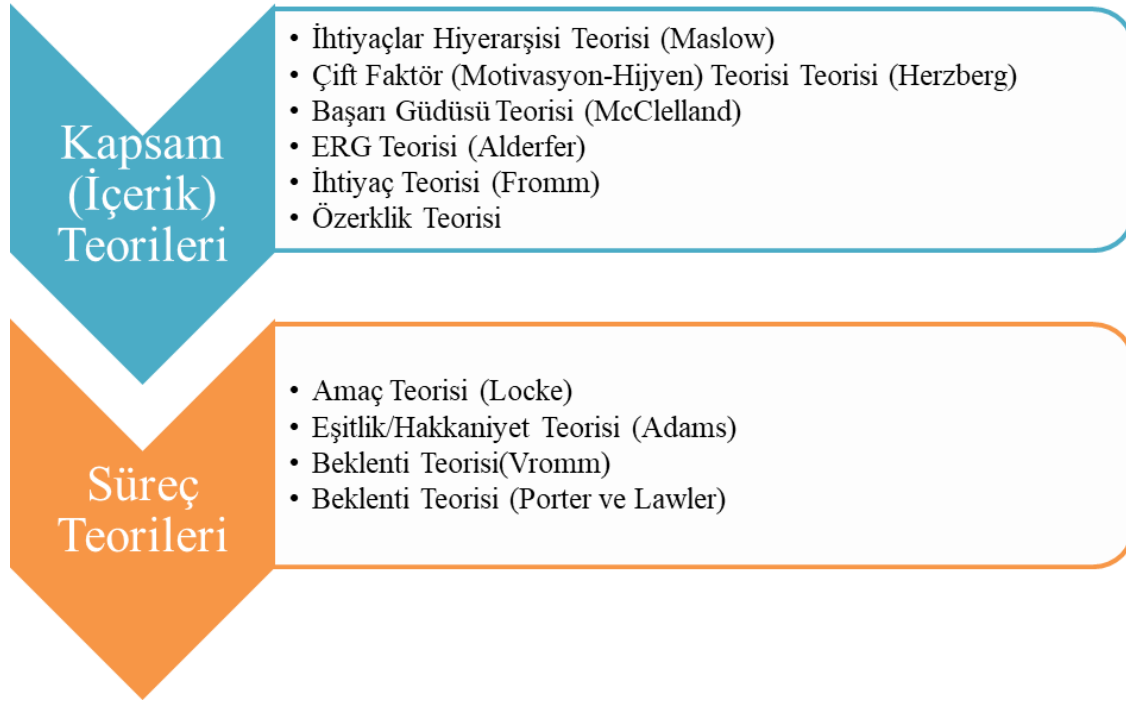 Kapsam
(İçerik)
Teorileri
• İhtiyaçlar Hiyerarşisi Teorisi (Maslow)
• Çift Faktör (Motivasyon-Hijyen) Teorisi Teorisi (Herzberg)
• Başarı Güdüsü Teorisi (McClelland)
• ERG Teorisi (Alderfer)
• İhtiyaç Teorisi (Fromm)
• Özerklik Teorisi
Süreç
Teorileri
• Amaç Teorisi (Locke)
• Eşitlik/Hakkaniyet Teorisi (Adams)
• Beklenti Teorisi(Vromm)
• Beklenti Teorisi (Porter ve Lawler)